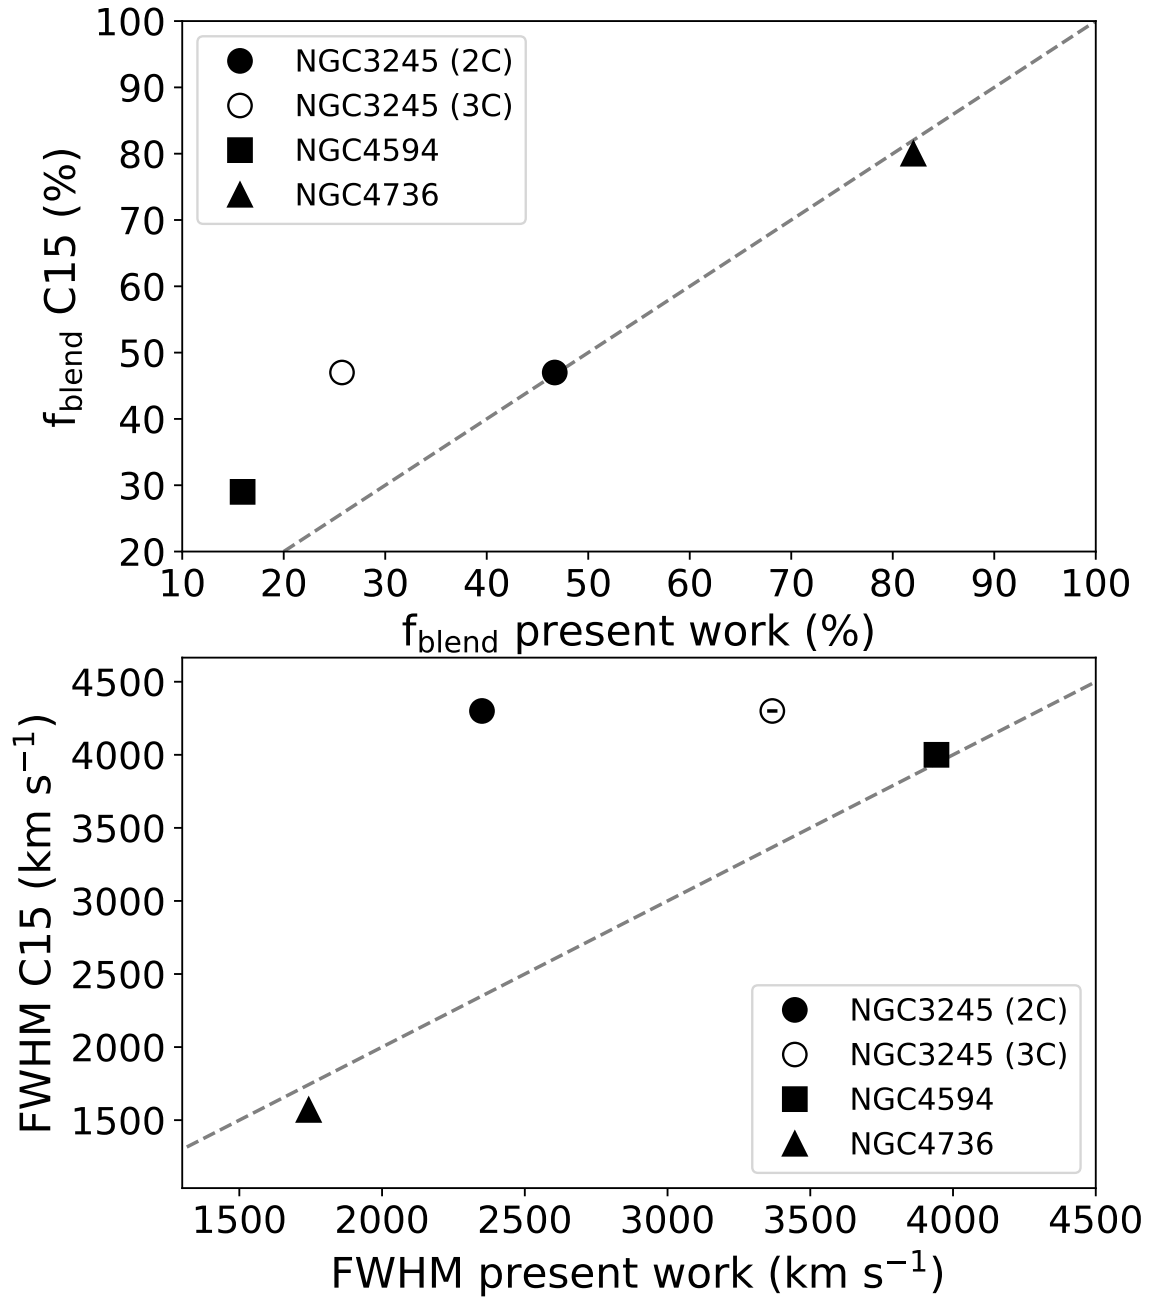 100
90
80
70
60
50
40
30
20
f_blend C15 (%)
NGC3245 (2C)
NGC3245 (3C)
NGC4594
NGC4736
10 20 30 40 50 60 70 80 90 100
f_blend present work (%)
4500
4000
3500
3000
2500
2000
1500
FWHM C15 (km s⁻¹)
NGC3245 (2C)
NGC3245 (3C)
NGC4594
NGC4736
1500 2000 2500 3000 3500 4000 4500
FWHM present work (km s⁻¹)